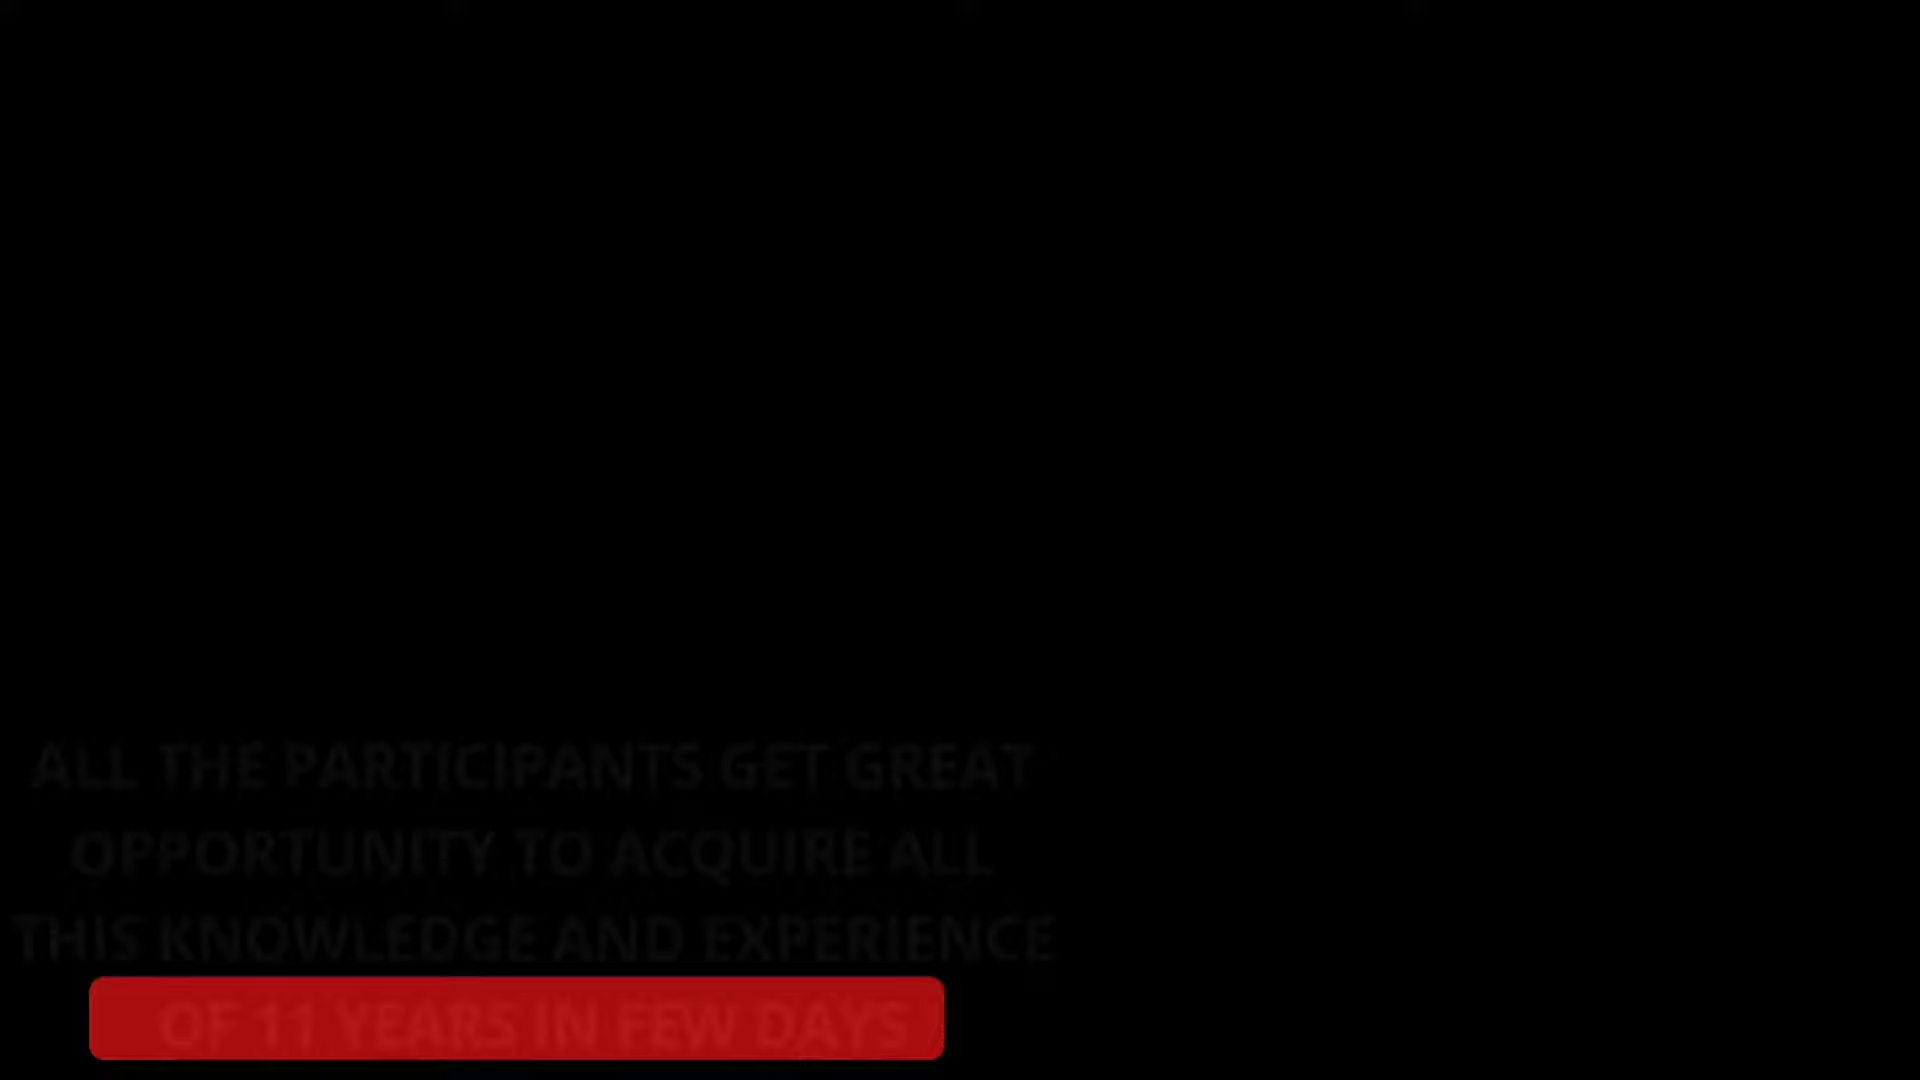 ALL THE PARTICIPANTS GET GREAT
OPPORTUNITY TO ACQUIRE ALL
THIS KNOWLEDGE AND EXPERIENCE
OF 11 YEARS IN FEW DAYS